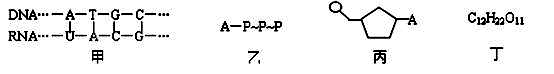 DNA…—A—T—G—C—…
RNA…—U—A—C—G—…
甲
A—P~P~P
乙
A
丙
C₁₂H₂₂O₁₁
丁